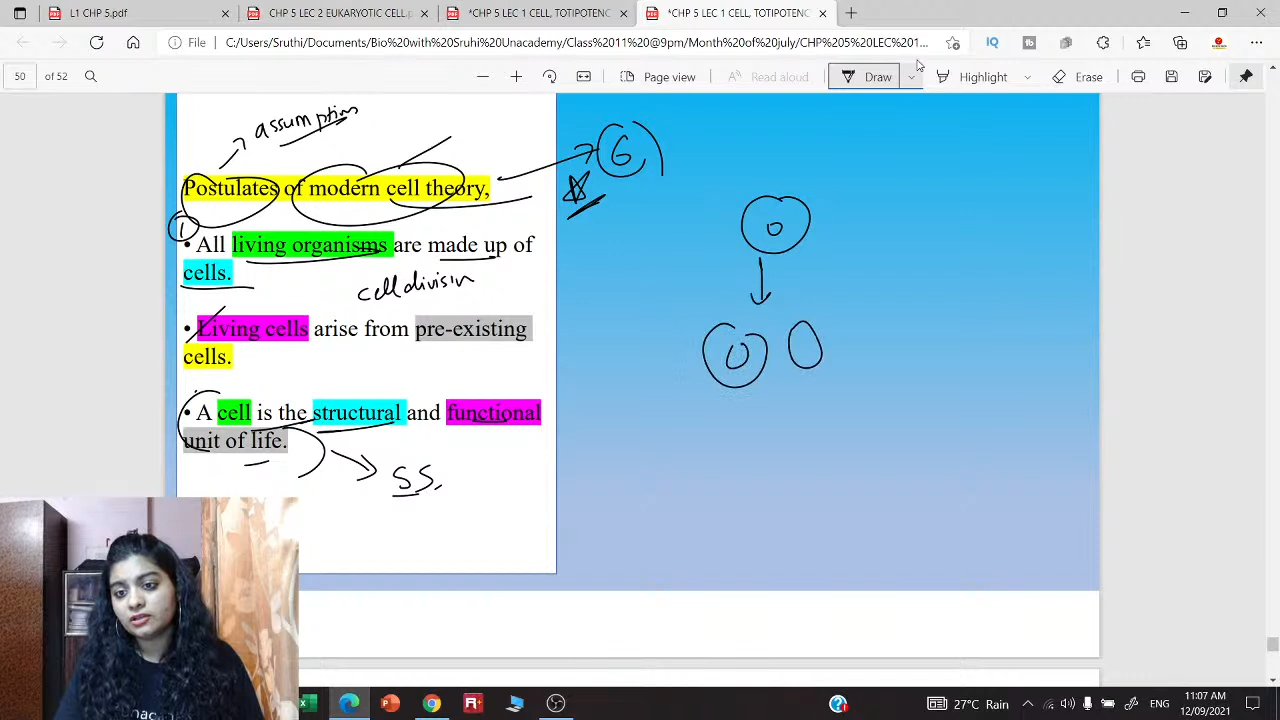 L1 CHP 5.pdf
CHP 5 LEC 2 EUKARYOTIC CELL.p
*CHP 5 LEC 1 CELL, TOTIPOTENC
*CHP 5 LEC 1 CELL, TOTIPOTENC
File
C:/Users/Sruthi/Documents/Bio%20with%20Sruhi%20Unacademy/Class%2011%20@9pm/Month%20of%20july/CHP%205%20LEC%201...
50 of 52
Page view
Read aloud
Draw
Highlight
Erase
assumption
Postulates of modern cell theory,
6
1
• All living organisms are made up of
cells.
cell division
• Living cells arise from pre-existing
cells.
• A cell is the structural and functional
unit of life.
SS.
27°C Rain
ENG
11:07 AM
12/09/2021